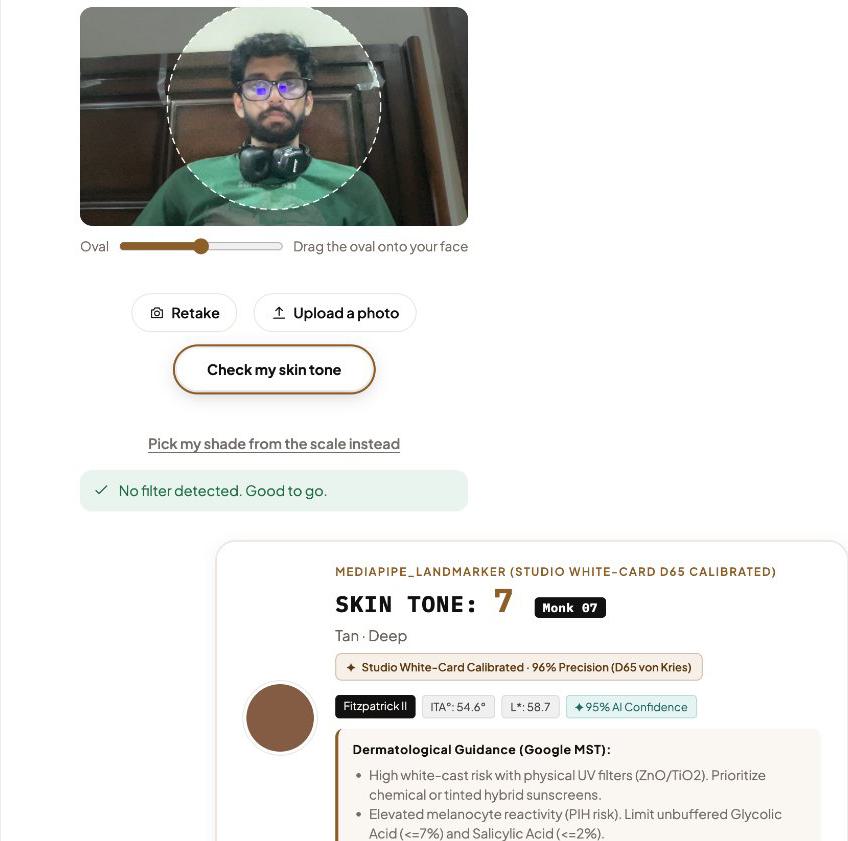 Oval
Drag the oval onto your face
Retake
Upload a photo
Check my skin tone
Pick my shade from the scale instead
No filter detected. Good to go.
MEDIAPIPE_LANDMARKER (STUDIO WHITE-CARD D65 CALIBRATED)
SKIN TONE: 7 Monk 07
Tan · Deep
✦ Studio White-Card Calibrated · 96% Precision (D65 von Kries)
Fitzpatrick II ITA°: 54.6° L*: 58.7 ✦95% AI Confidence
Dermatological Guidance (Google MST):
• High white-cast risk with physical UV filters (ZnO/TiO2). Prioritize
chemical or tinted hybrid sunscreens.
• Elevated melanocyte reactivity (PIH risk). Limit unbuffered Glycolic
Acid (<=7%) and Salicylic Acid (<=2%).